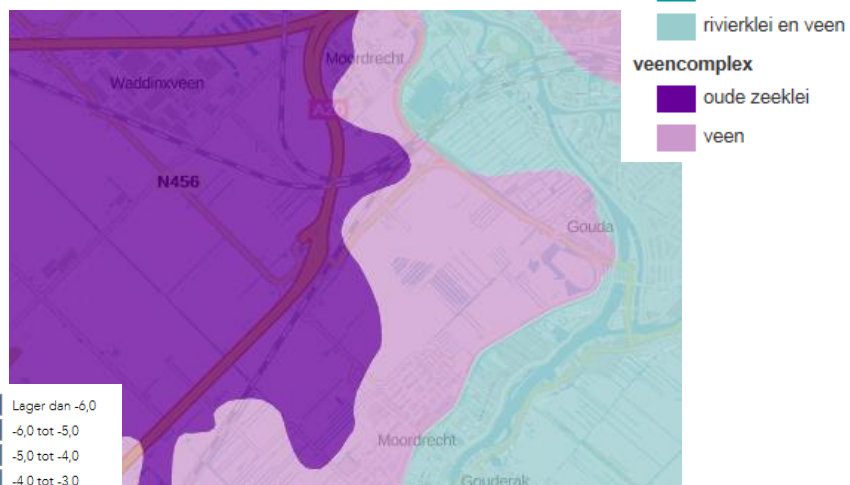 rivierklei en veen
veencomplex
oude zeeklei
veen
Moordrecht
Waddinxveen
A20
N456
Gouda
Moordrecht
Gouderak
Lager dan -6,0
-6,0 tot -5,0
-5,0 tot -4,0
-4,0 tot -3,0